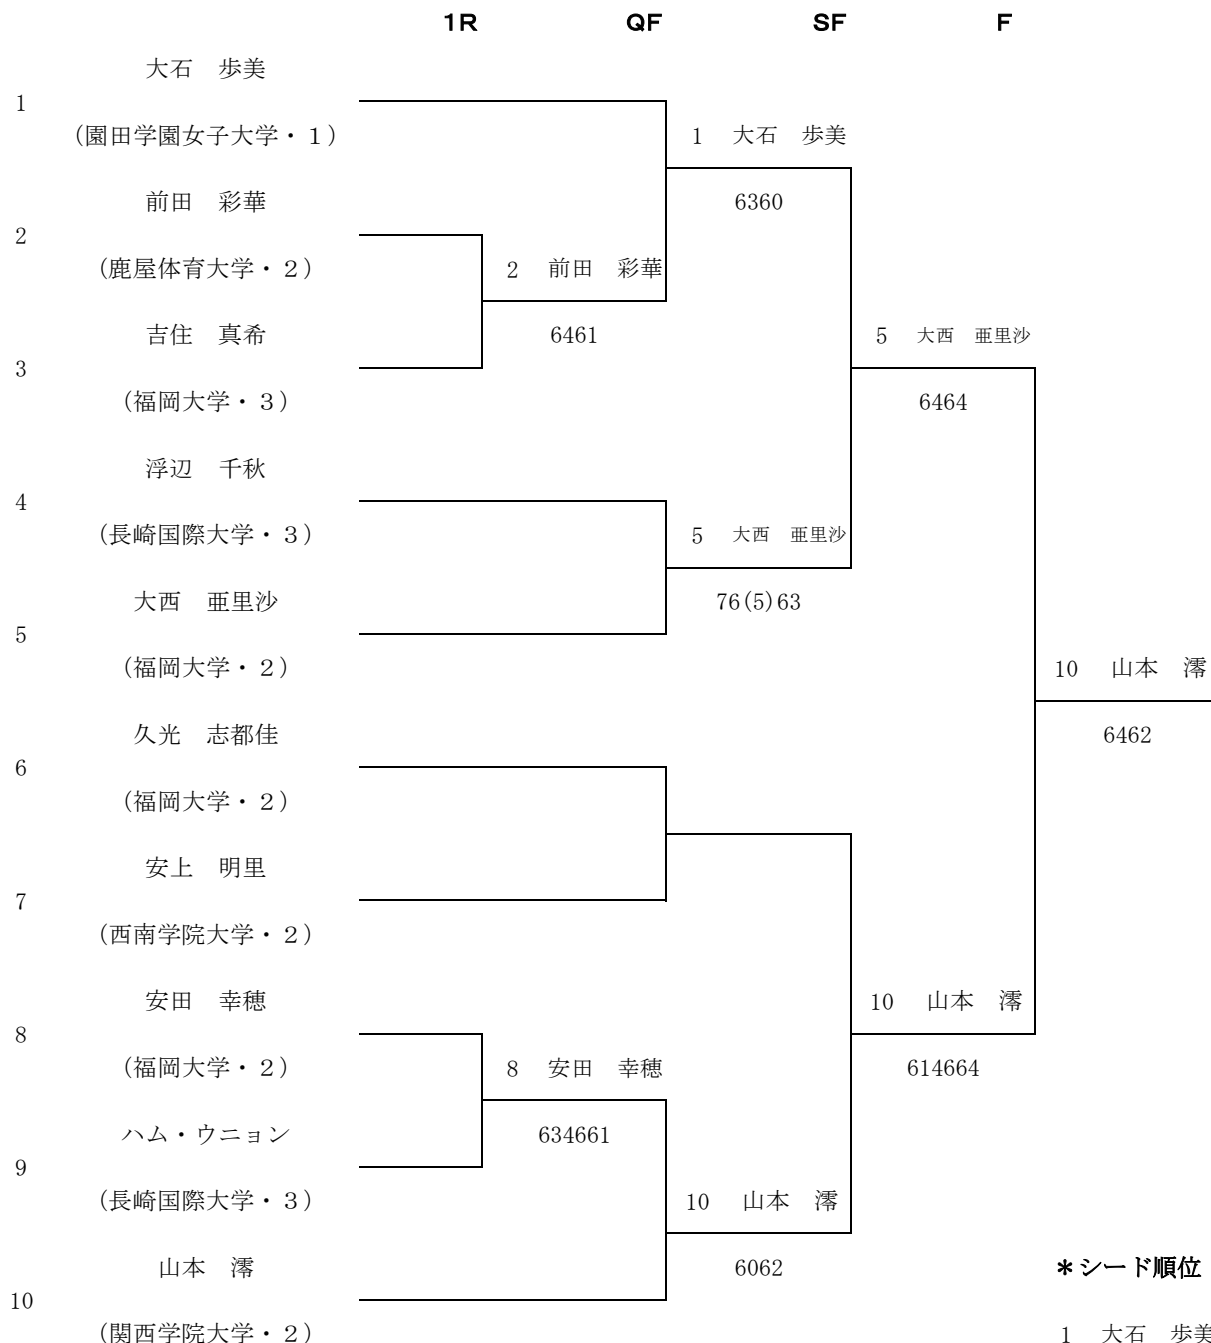 1R QF SF F
大石　歩美
1
（園田学園女子大学・１）
1 大石　歩美
前田　彩華
6360
2
（鹿屋体育大学・２）
2 前田　彩華
吉住　真希
6461
5 大西　亜里沙
3
（福岡大学・３）
6464
浮辺　千秋
4
（長崎国際大学・３）
5 大西　亜里沙
大西　亜里沙
76(5)63
5
（福岡大学・２）
10 山本　澪
久光　志都佳
6462
6
（福岡大学・２）
安上　明里
7
（西南学院大学・２）
安田　幸穂
10 山本　澪
8
（福岡大学・２）
8 安田　幸穂
614664
ハム・ウニョン
634661
9
（長崎国際大学・３）
10 山本　澪
山本　澪
6062
＊シード順位
10
（関西学院大学・２）
1 大石　歩美